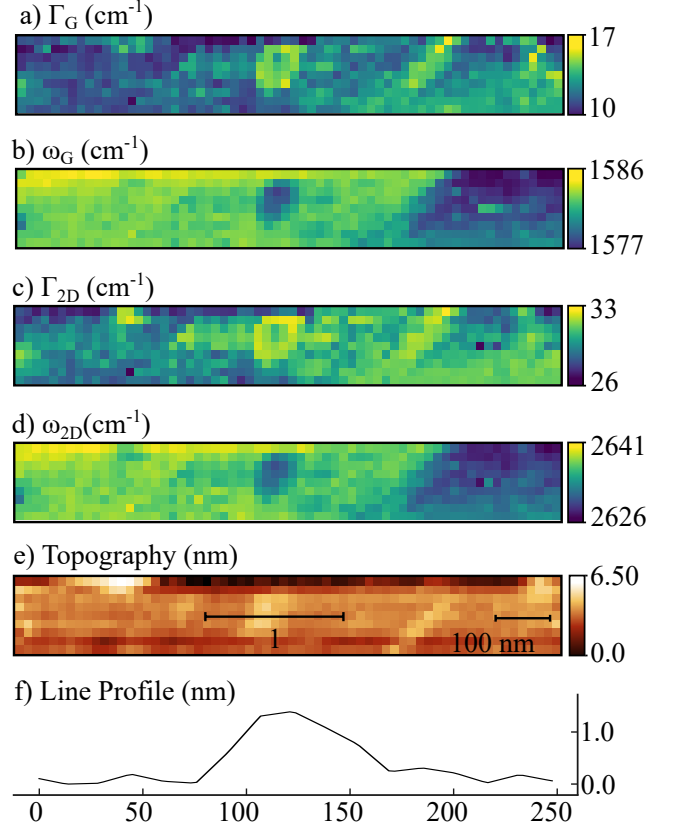 a) Γ_G (cm⁻¹)
17
10
b) ω_G (cm⁻¹)
1586
1577
c) Γ_2D (cm⁻¹)
33
26
d) ω_2D(cm⁻¹)
2641
2626
e) Topography (nm)
6.50
0.0
1
100 nm
f) Line Profile (nm)
1.0
0.0
0 50 100 150 200 250